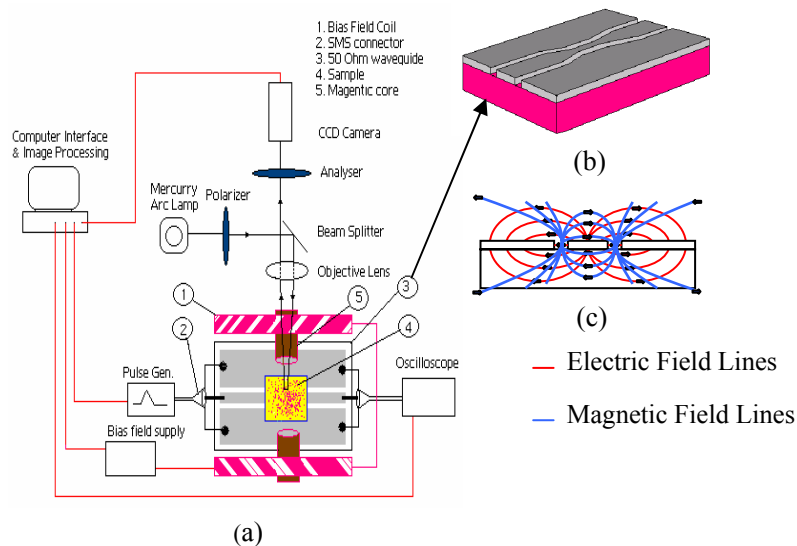 1. Bias Field Coil
2. SMS connector
3. 50 Ohm waveguide
4. Sample
5. Magentic core
CCD Camera
Computer Interface
& Image Processing
Analyser
Mercurry
Arc Lamp
Polarizer
Beam Splitter
Objective Lens
1
2
3
4
5
Pulse Gen.
Oscilloscope
Bias field supply
(a)
(b)
(c)
Electric Field Lines
Magnetic Field Lines